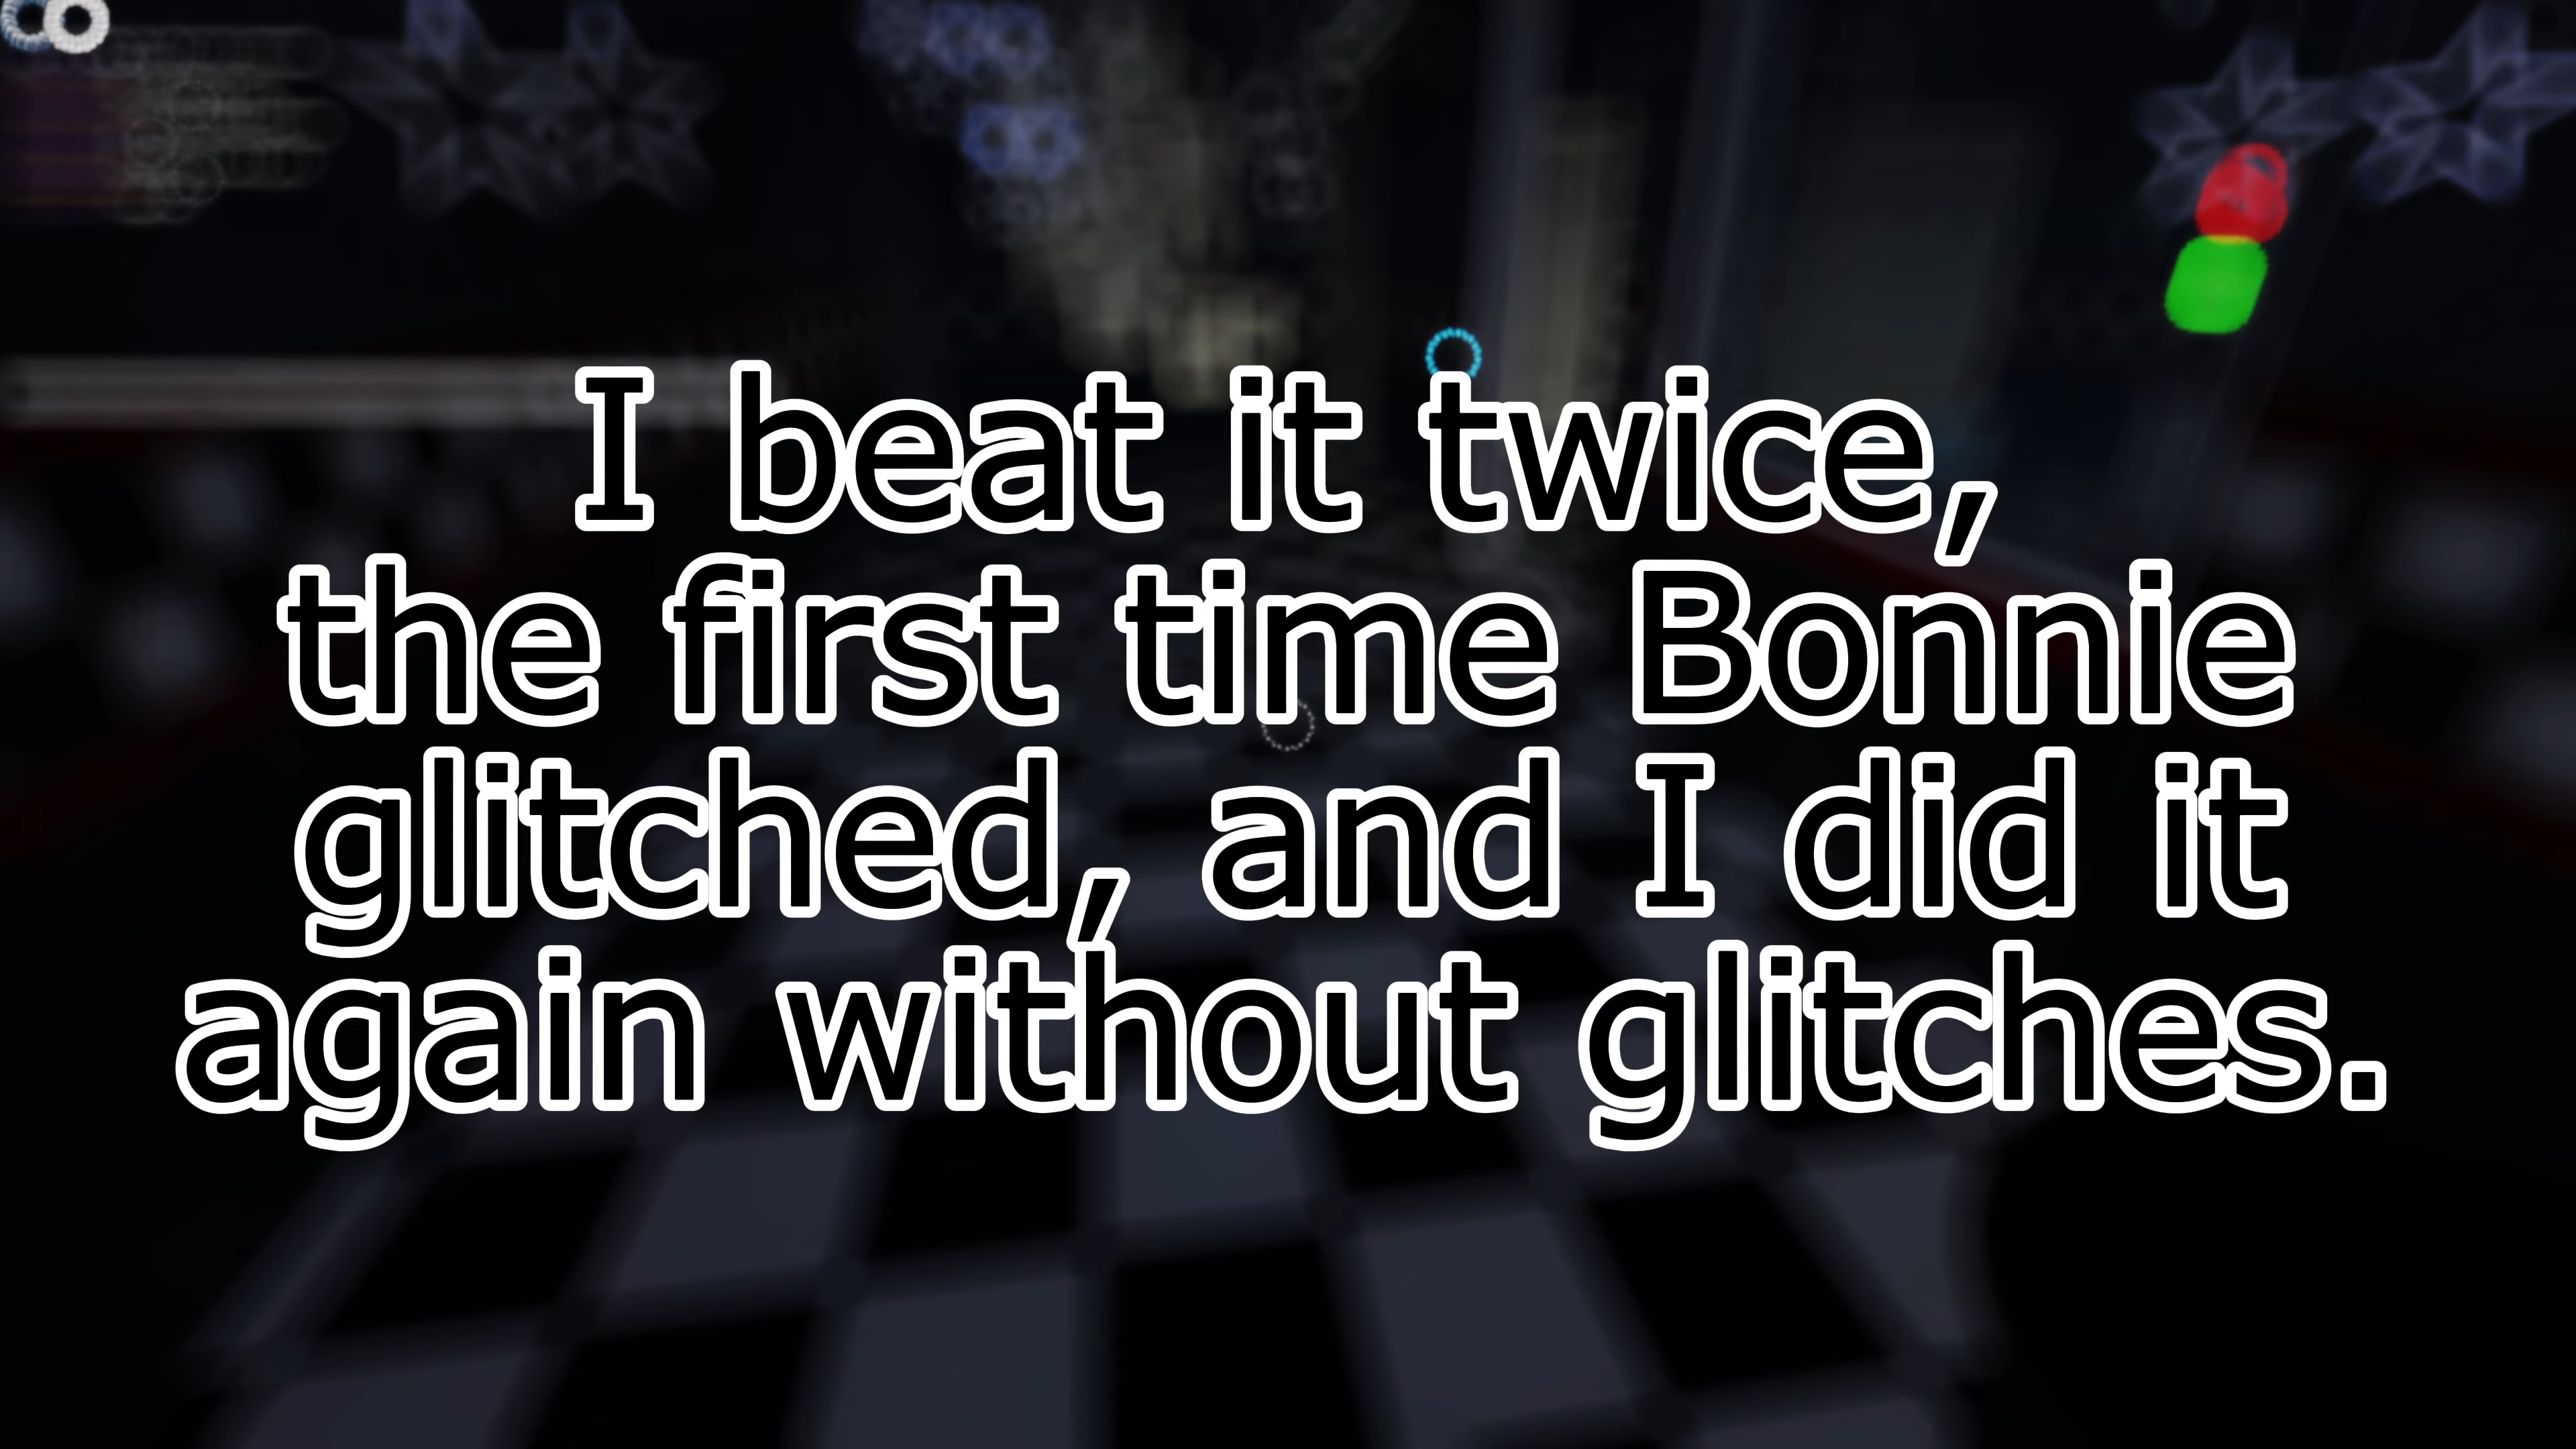 I beat it twice,
the first time Bonnie
glitched, and I did it
again without glitches.